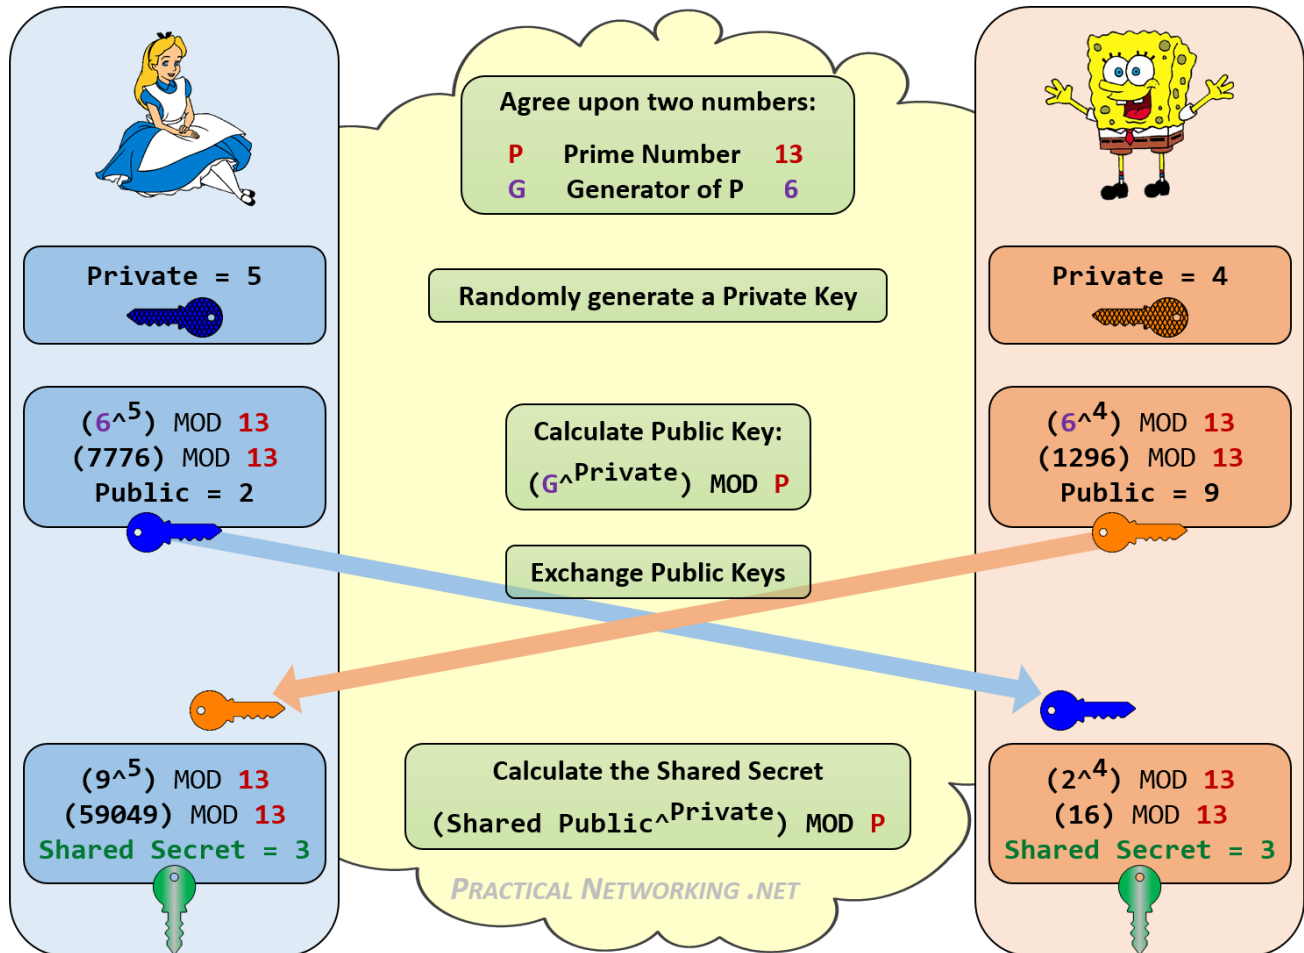 Agree upon two numbers:
P Prime Number 13
G Generator of P 6
Private = 5
Randomly generate a Private Key
Private = 4
(6^5) MOD 13
(7776) MOD 13
Public = 2
Calculate Public Key:
(G^Private) MOD P
(6^4) MOD 13
(1296) MOD 13
Public = 9
Exchange Public Keys
(9^5) MOD 13
(59049) MOD 13
Shared Secret = 3
Calculate the Shared Secret
(Shared Public^Private) MOD P
(2^4) MOD 13
(16) MOD 13
Shared Secret = 3
PRACTICAL NETWORKING .NET